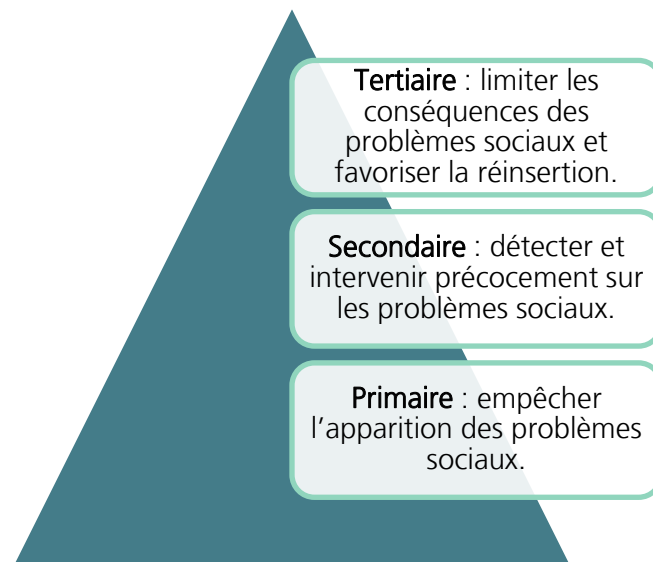 Tertiaire : limiter les
conséquences des
problèmes sociaux et
favoriser la réinsertion.
Secondaire : détecter et
intervenir précocement sur
les problèmes sociaux.
Primaire : empêcher
l’apparition des problèmes
sociaux.